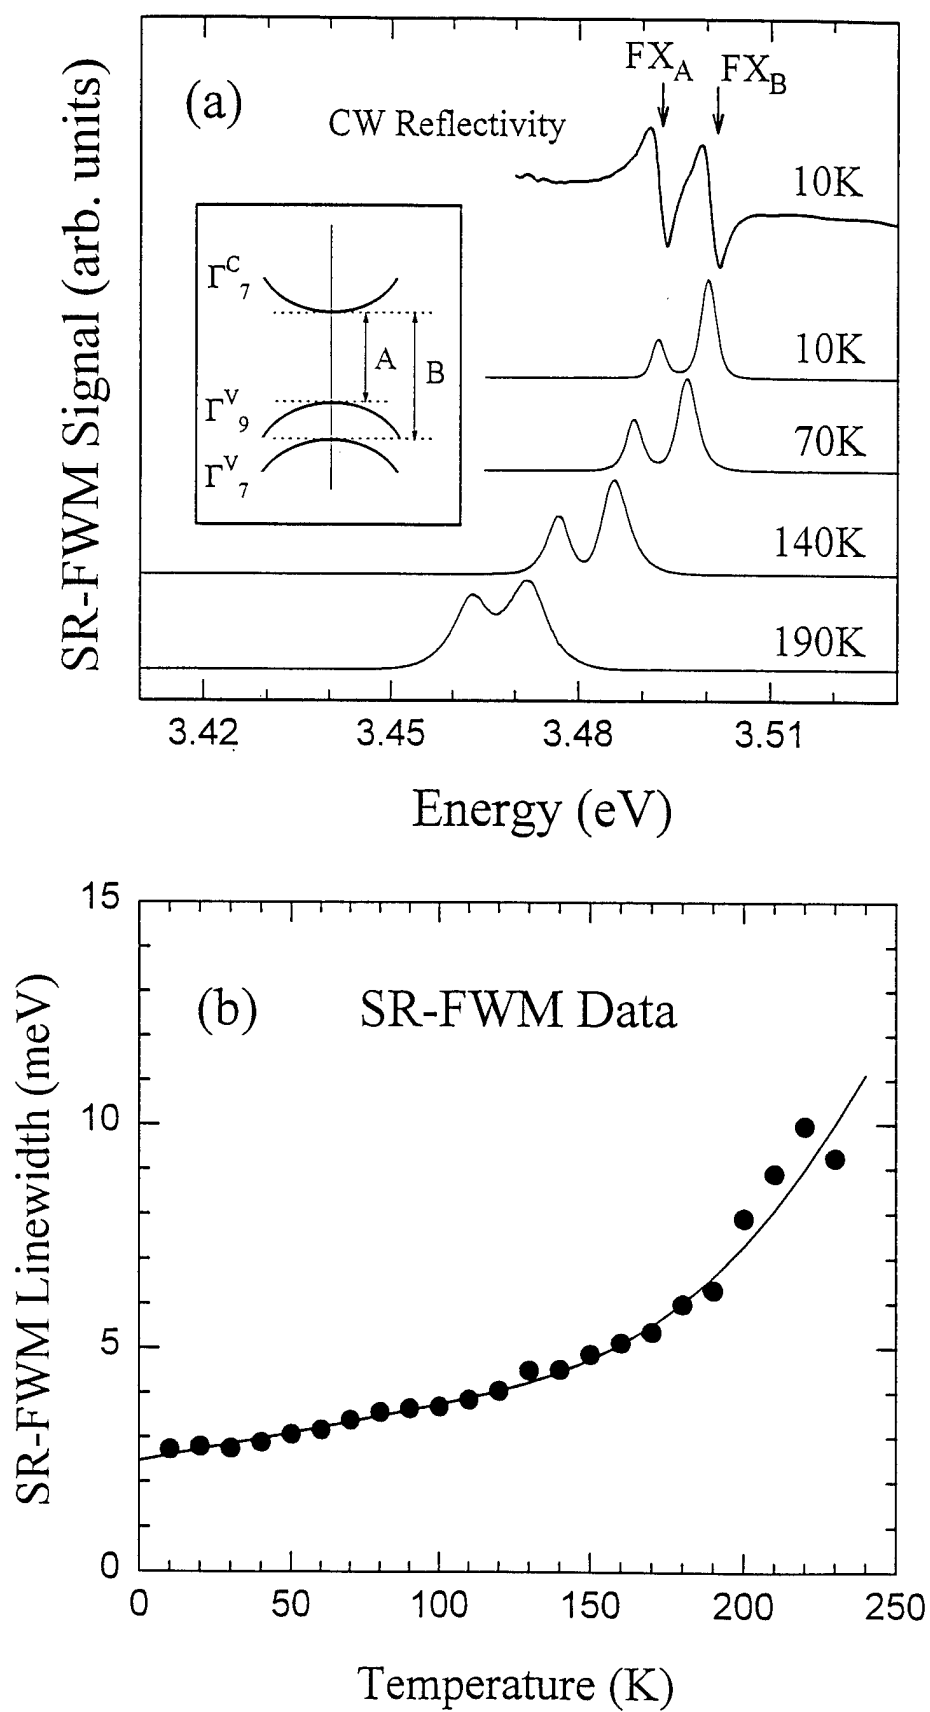 SR-FWM Signal (arb. units)
(a)
CW Reflectivity
FX_A
FX_B
10K
10K
70K
140K
190K
Γ^C_7
Γ^V_9
Γ^V_7
A
B
3.42 3.45 3.48 3.51
Energy (eV)
SR-FWM Linewidth (meV)
15
10
5
0
(b) SR-FWM Data
0 50 100 150 200 250
Temperature (K)